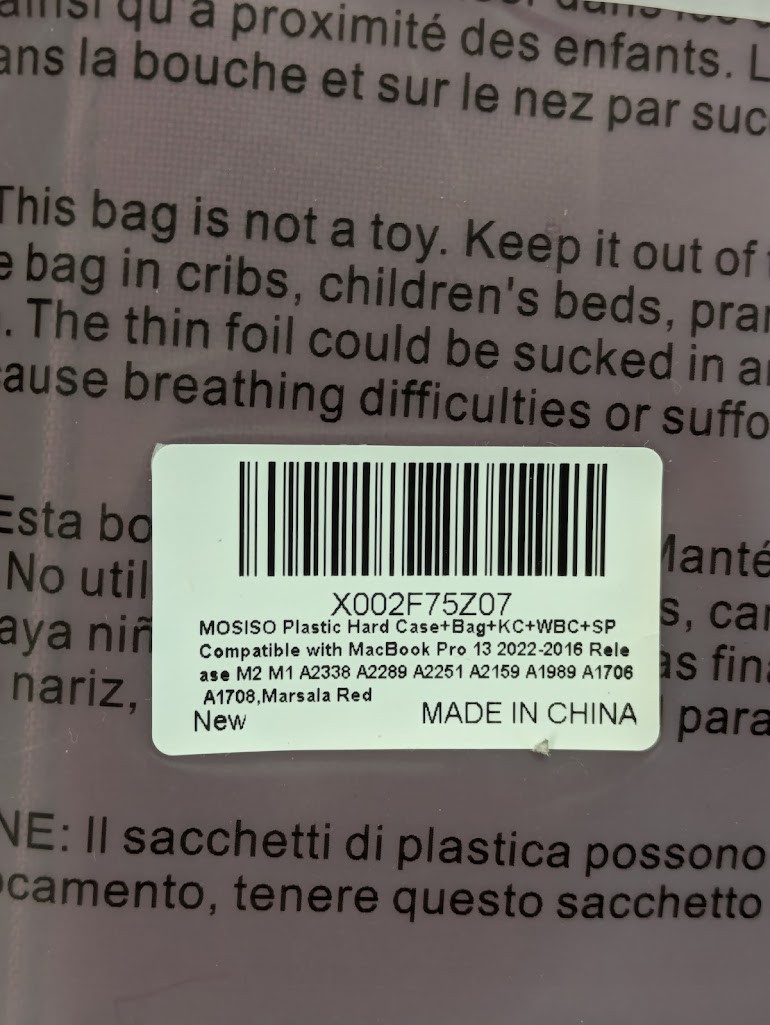 ainsi qu'à proximité des enfants. L
ans la bouche et sur le nez par suc
This bag is not a toy. Keep it out of
e bag in cribs, children's beds, pram
. The thin foil could be sucked in an
ause breathing difficulties or suffo
Esta bo
Manté
No util
s, ca
aya niñ
as fina
nariz,
para
X002F75Z07
MOSISO Plastic Hard Case+Bag+KC+WBC+SP
Compatible with MacBook Pro 13 2022-2016 Rele
ase M2 M1 A2338 A2289 A2251 A2159 A1989 A1706
A1708,Marsala Red
New MADE IN CHINA
NE: Il sacchetti di plastica possono
ocamento, tenere questo sacchetto